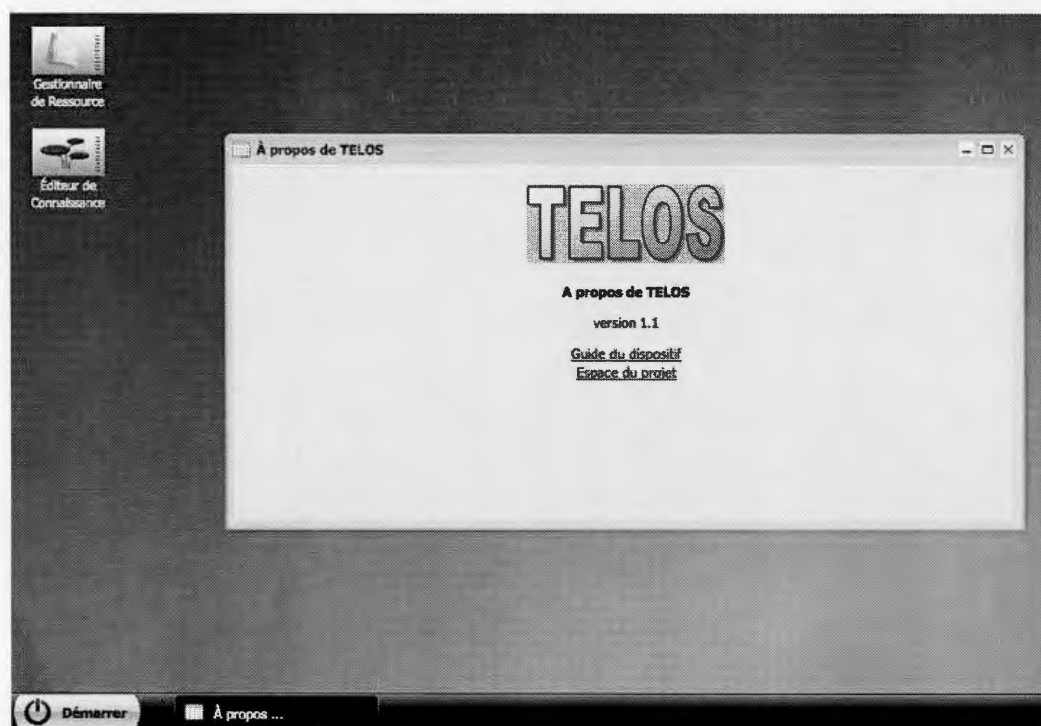 Gestionnaire
de Ressource
Éditeur de
Connaissance
À propos de TELOS
TELOS
A propos de TELOS
version 1.1
Guide du dispositif
Espace du projet
Démarrer
À propos ...